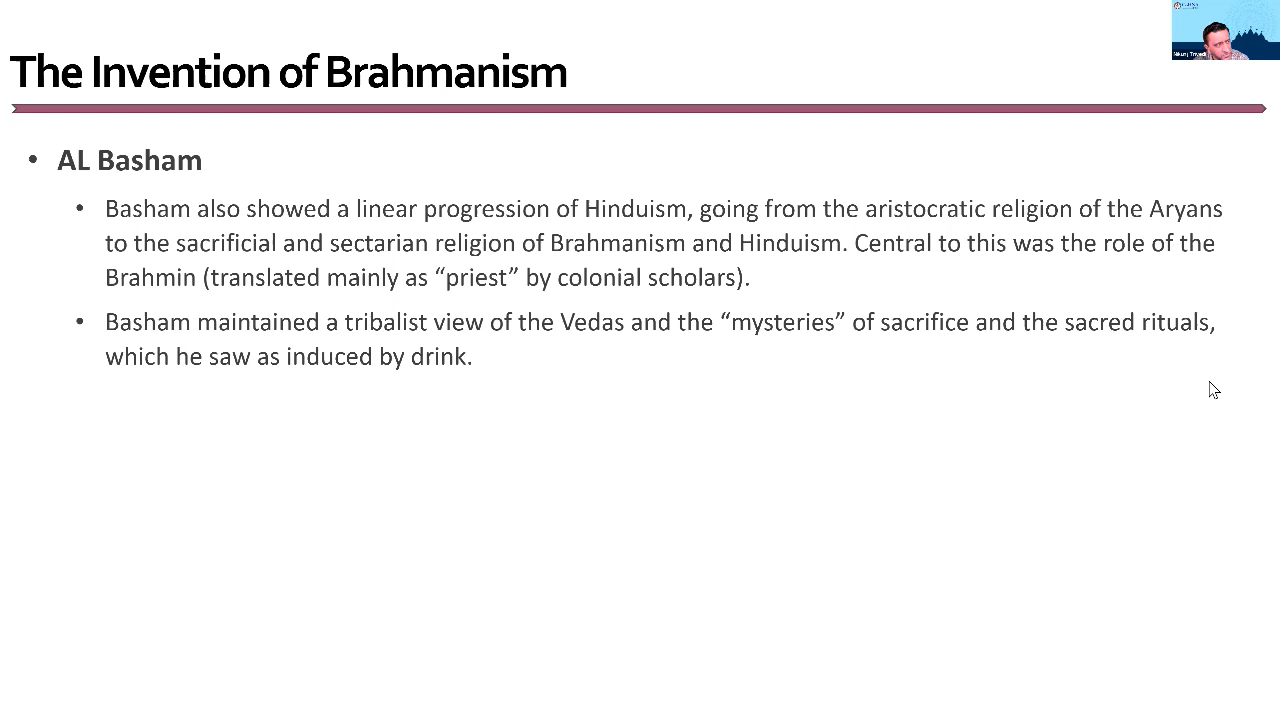 The Invention of Brahmanism
• AL Basham
• Basham also showed a linear progression of Hinduism, going from the aristocratic religion of the Aryans
to the sacrificial and sectarian religion of Brahmanism and Hinduism. Central to this was the role of the
Brahmin (translated mainly as “priest” by colonial scholars).
• Basham maintained a tribalist view of the Vedas and the “mysteries” of sacrifice and the sacred rituals,
which he saw as induced by drink.
Nikunj Trivedi